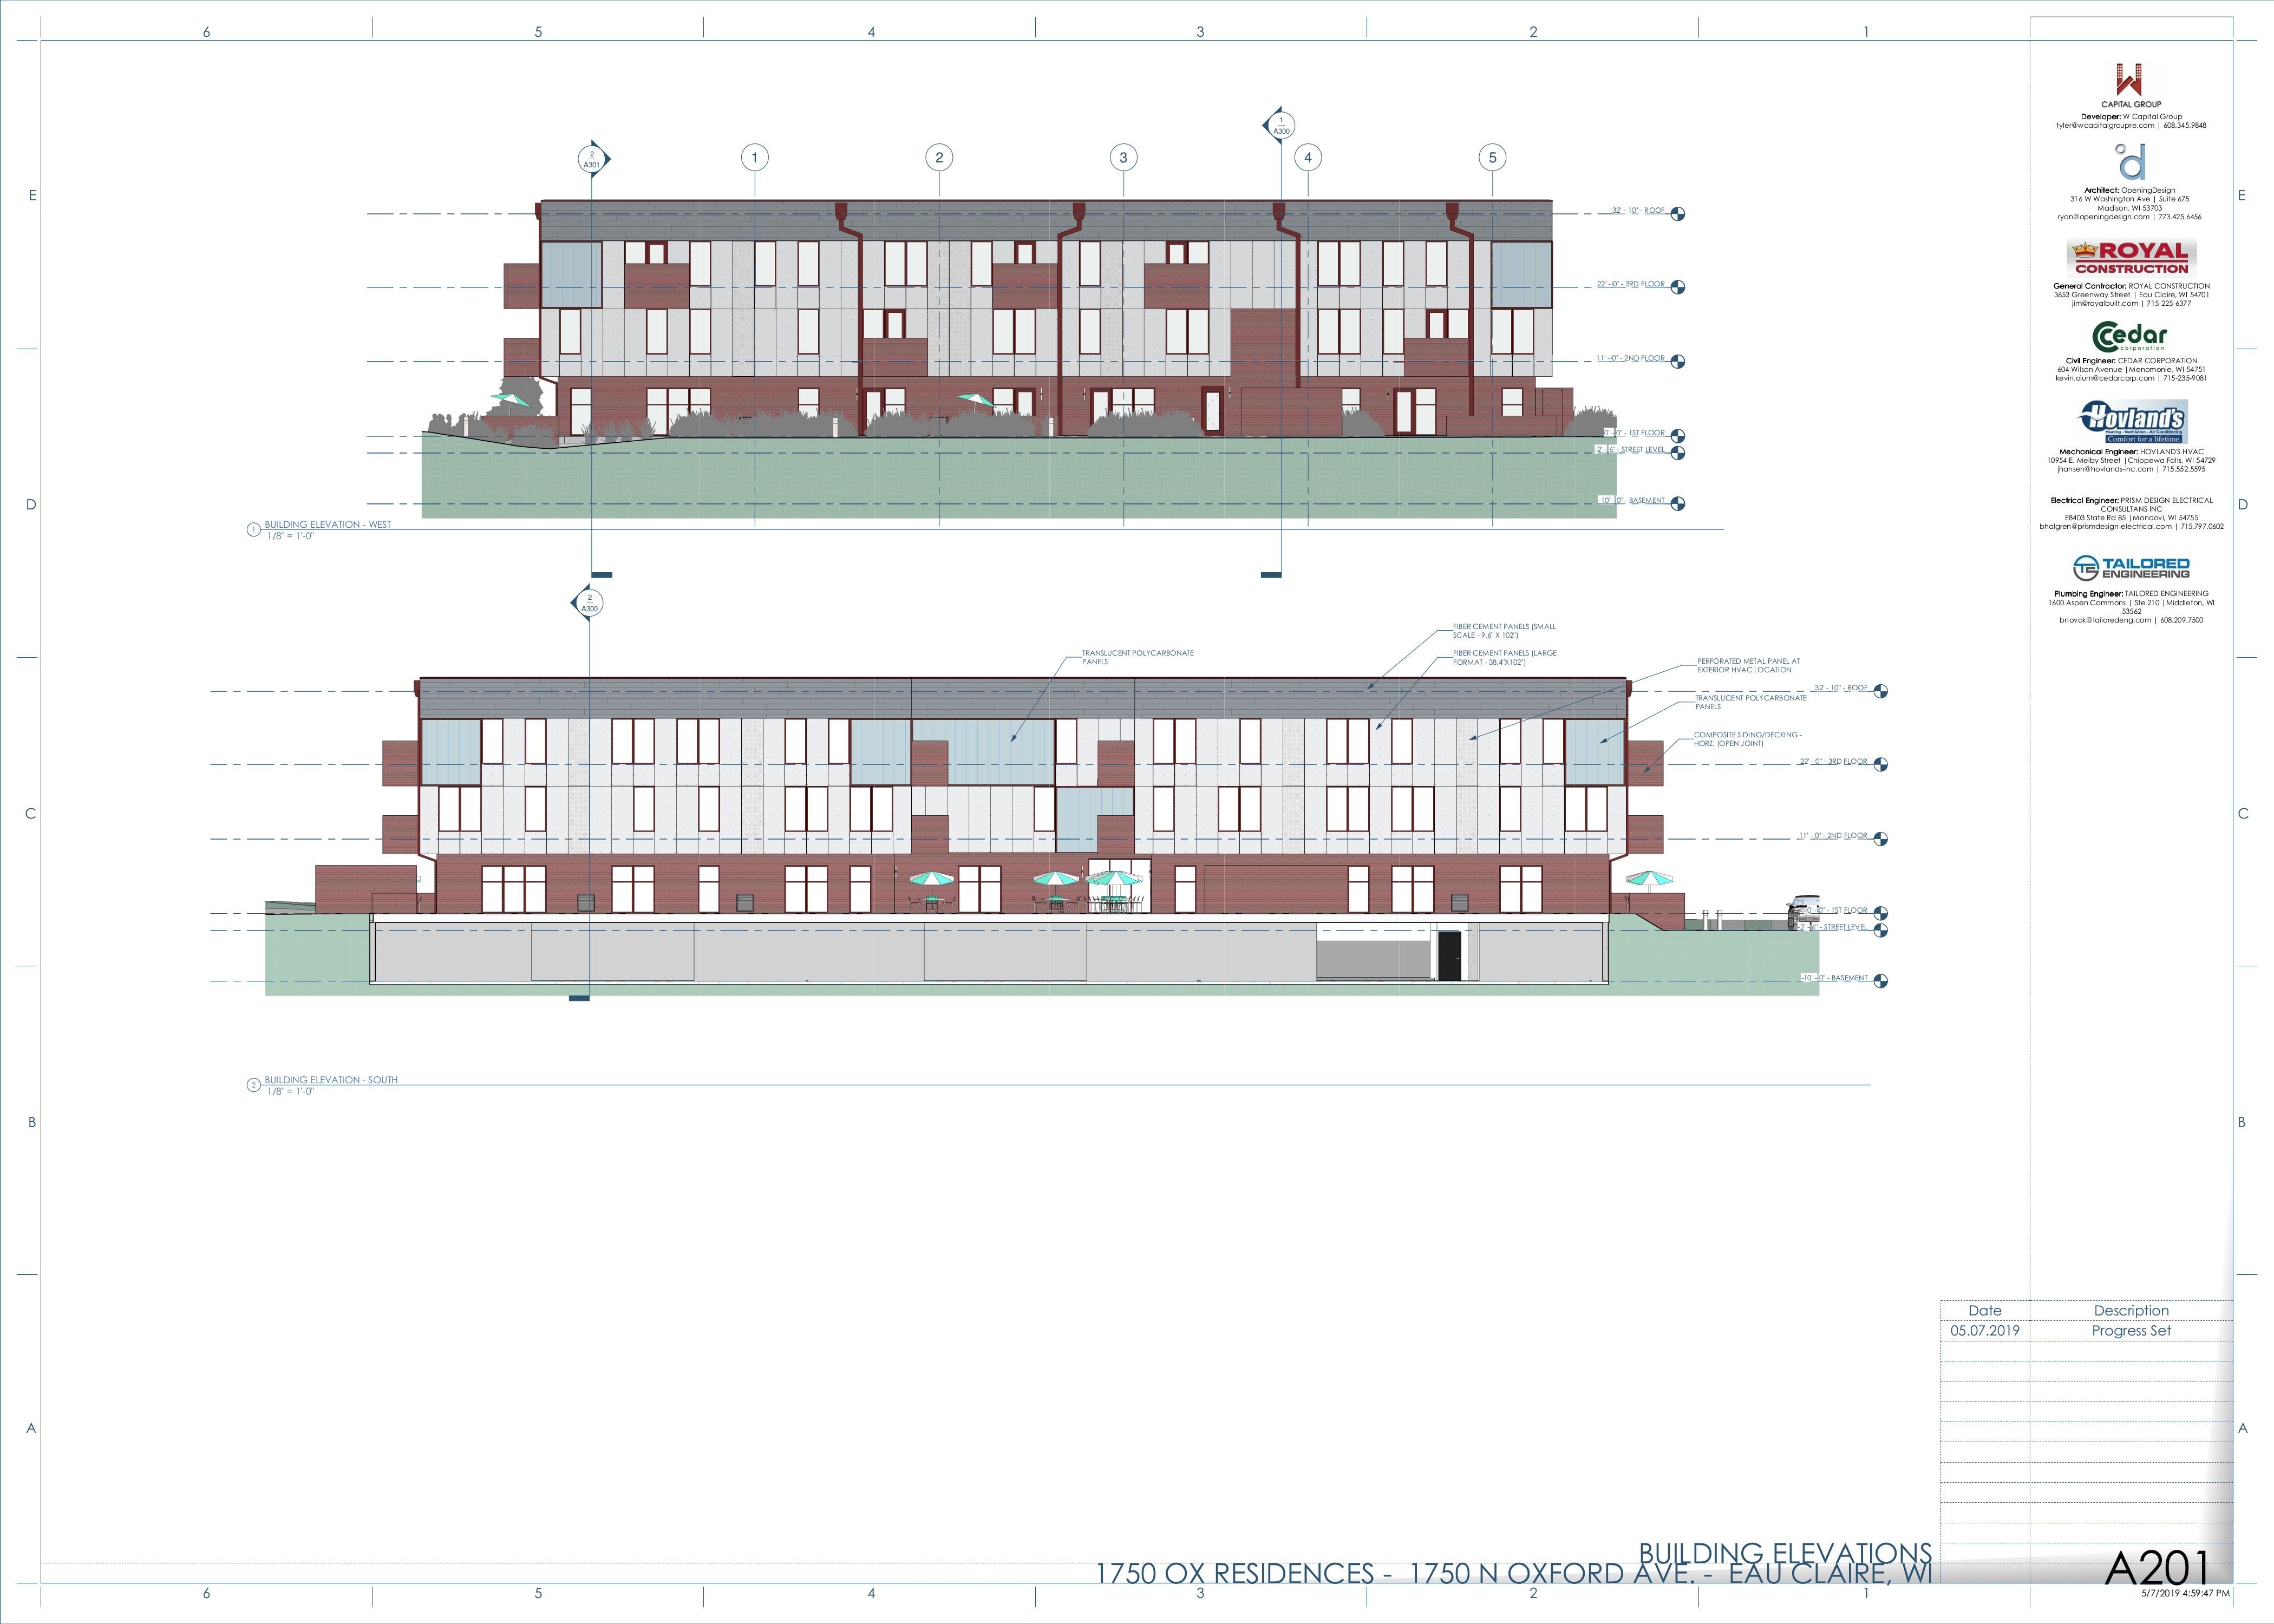 6 5 4 3 2 1
E
D
C
B
A
2
A301
1
2
3
1
A300
4
5
32' - 10" - ROOF
22' - 0" - 3RD FLOOR
11' - 0" - 2ND FLOOR
0' - 0" - 1ST FLOOR
-2' - 6" - STREET LEVEL
-10' - 0" - BASEMENT
1 BUILDING ELEVATION - WEST
1/8" = 1'-0"
2
A300
TRANSLUCENT POLYCARBONATE
PANELS
FIBER CEMENT PANELS (SMALL
SCALE - 9.6" X 102")
FIBER CEMENT PANELS (LARGE
FORMAT - 38.4"X102")
PERFORATED METAL PANEL AT
EXTERIOR HVAC LOCATION
TRANSLUCENT POLYCARBONATE
PANELS
COMPOSITE SIDING/DECKING -
HORZ. (OPEN JOINT)
32' - 10" - ROOF
22' - 0" - 3RD FLOOR
11' - 0" - 2ND FLOOR
0' - 0" - 1ST FLOOR
-2' - 6" - STREET LEVEL
-10' - 0" - BASEMENT
2 BUILDING ELEVATION - SOUTH
1/8" = 1'-0"
CAPITAL GROUP
Developer: W Capital Group
tyler@wcapitalgroupre.com | 608.345.9848
d
Architect: OpeningDesign
316 W Washington Ave | Suite 675
Madison, WI 53703
ryan@openingdesign.com | 773.425.6456
ROYAL
CONSTRUCTION
General Contractor: ROYAL CONSTRUCTION
3653 Greenway Street | Eau Claire, WI 54701
jim@royalbuilt.com | 715-225-6377
Cedar
corporation
Civil Engineer: CEDAR CORPORATION
604 Wilson Avenue |Menomonie, WI 54751
kevin.oium@cedarcorp.com | 715-235-9081
Hovland's
Heating - Ventilation - Air Conditioning
Comfort for a lifetime.
Mechanical Engineer: HOVLAND'S HVAC
10954 E. Melby Street |Chippewa Falls, WI 54729
jhansen@hovlands-inc.com | 715.552.5595
Electrical Engineer: PRISM DESIGN ELECTRICAL
CONSULTANS INC
E8403 State Rd 85 |Mondovi, WI 54755
bhalgren@prismdesign-electrical.com | 715.797.0602
TE TAILORED
ENGINEERING
Plumbing Engineer: TAILORED ENGINEERING
1600 Aspen Commons | Ste 210 |Middleton, WI
53562
bnovak@tailoredeng.com | 608.209.7500
E
D
C
B
A
Date Description
05.07.2019 Progress Set
BUILDING ELEVATIONS
1750 OX RESIDENCES - 1750 N OXFORD AVE. - EAU CLAIRE, WI
A201
5/7/2019 4:59:47 PM
6 5 4 3 2 1